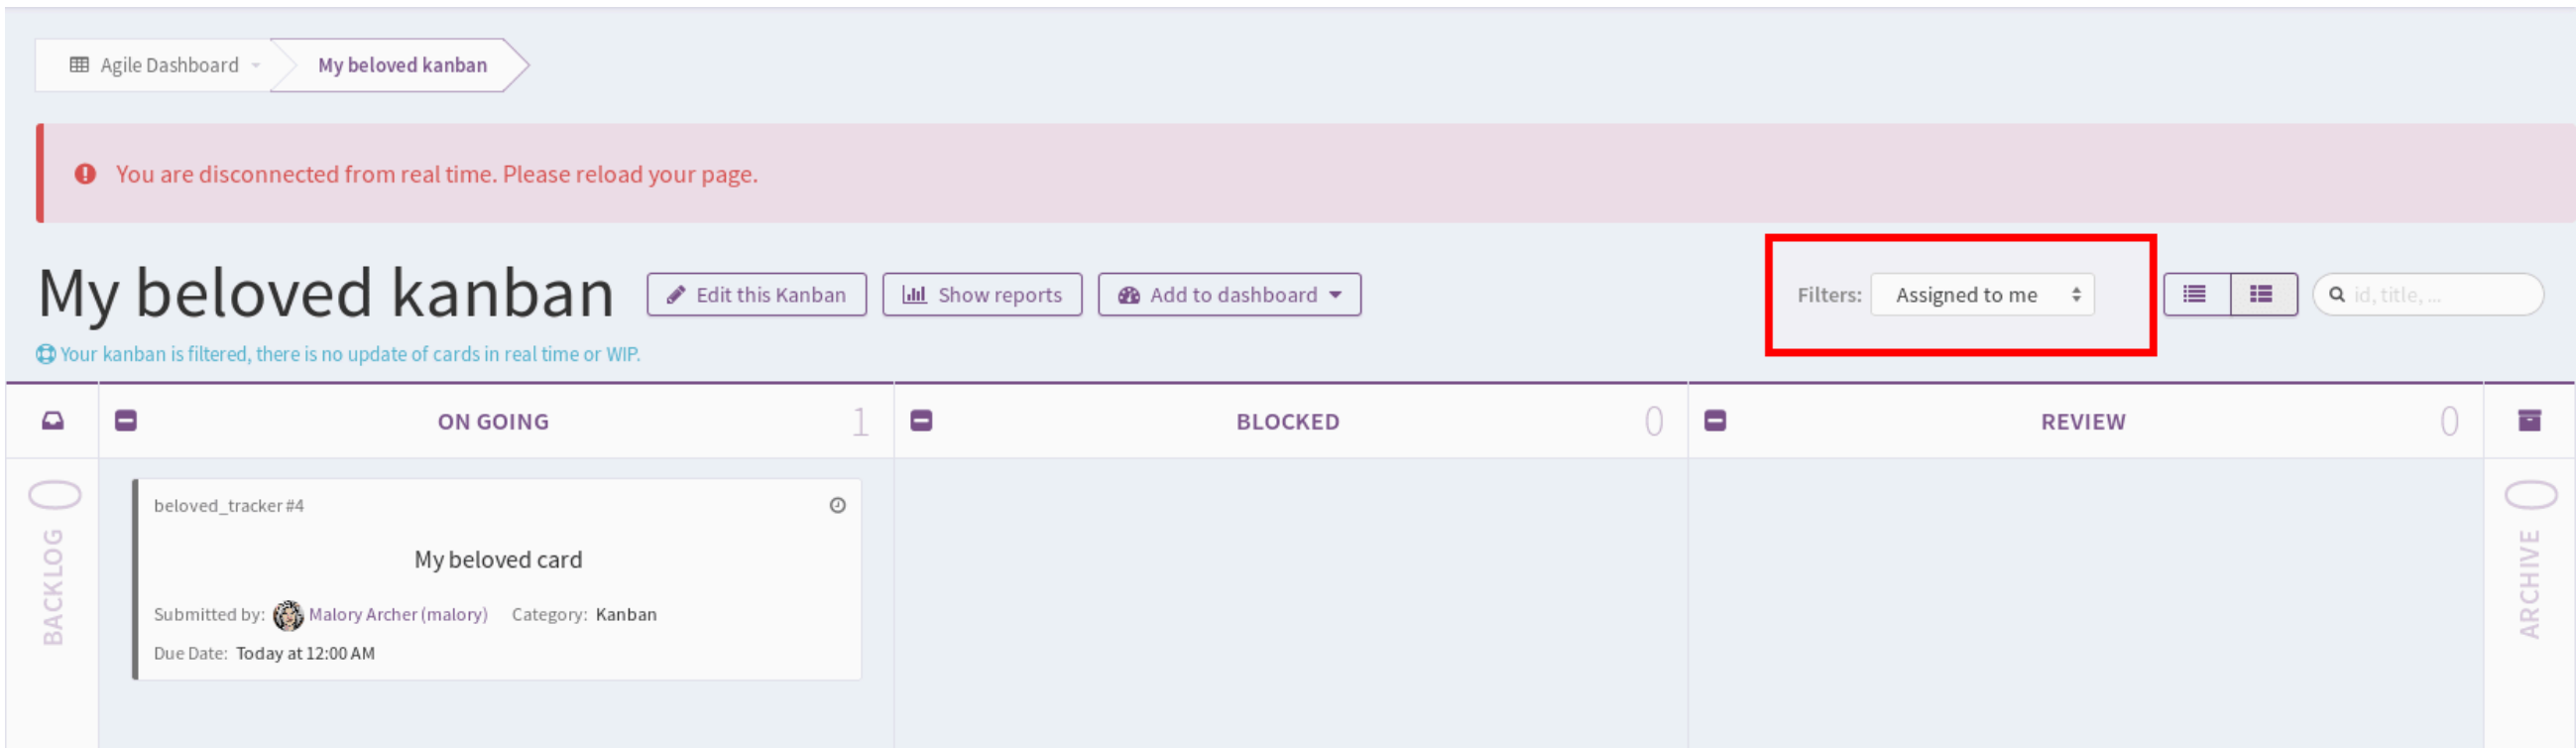 Agile Dashboard My beloved kanban
You are disconnected from real time. Please reload your page.
My beloved kanban Edit this Kanban Show reports Add to dashboard Filters: Assigned to me id, title, ...
Your kanban is filtered, there is no update of cards in real time or WIP.
ON GOING 1 BLOCKED 0 REVIEW 0
0 BACKLOG
beloved_tracker #4
My beloved card
Submitted by: Malory Archer (malory) Category: Kanban
Due Date: Today at 12:00 AM
0 ARCHIVE